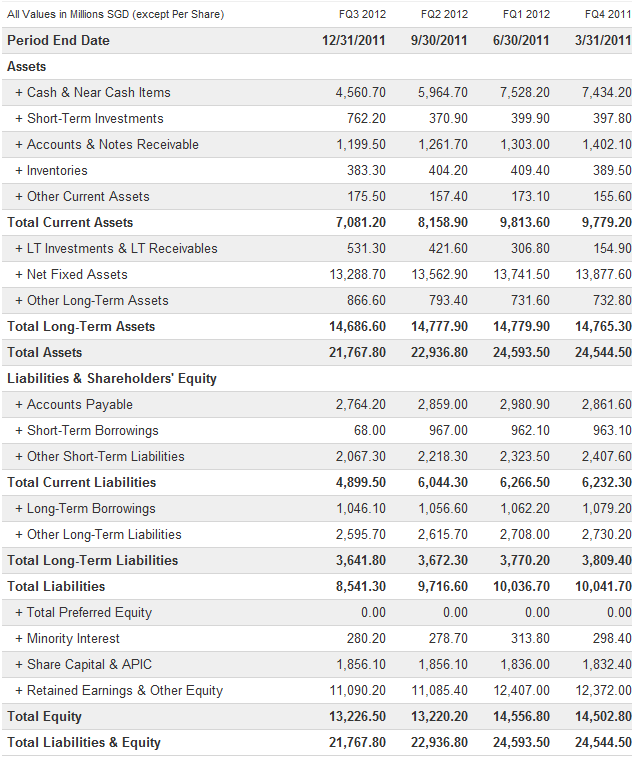 All Values in Millions SGD (except Per Share) FQ3 2012 FQ2 2012 FQ1 2012 FQ4 2011
Period End Date 12/31/2011 9/30/2011 6/30/2011 3/31/2011
Assets
+ Cash & Near Cash Items 4,560.70 5,964.70 7,528.20 7,434.20
+ Short-Term Investments 762.20 370.90 399.90 397.80
+ Accounts & Notes Receivable 1,199.50 1,261.70 1,303.00 1,402.10
+ Inventories 383.30 404.20 409.40 389.50
+ Other Current Assets 175.50 157.40 173.10 155.60
Total Current Assets 7,081.20 8,158.90 9,813.60 9,779.20
+ LT Investments & LT Receivables 531.30 421.60 306.80 154.90
+ Net Fixed Assets 13,288.70 13,562.90 13,741.50 13,877.60
+ Other Long-Term Assets 866.60 793.40 731.60 732.80
Total Long-Term Assets 14,686.60 14,777.90 14,779.90 14,765.30
Total Assets 21,767.80 22,936.80 24,593.50 24,544.50
Liabilities & Shareholders' Equity
+ Accounts Payable 2,764.20 2,859.00 2,980.90 2,861.60
+ Short-Term Borrowings 68.00 967.00 962.10 963.10
+ Other Short-Term Liabilities 2,067.30 2,218.30 2,323.50 2,407.60
Total Current Liabilities 4,899.50 6,044.30 6,266.50 6,232.30
+ Long-Term Borrowings 1,046.10 1,056.60 1,062.20 1,079.20
+ Other Long-Term Liabilities 2,595.70 2,615.70 2,708.00 2,730.20
Total Long-Term Liabilities 3,641.80 3,672.30 3,770.20 3,809.40
Total Liabilities 8,541.30 9,716.60 10,036.70 10,041.70
+ Total Preferred Equity 0.00 0.00 0.00 0.00
+ Minority Interest 280.20 278.70 313.80 298.40
+ Share Capital & APIC 1,856.10 1,856.10 1,836.00 1,832.40
+ Retained Earnings & Other Equity 11,090.20 11,085.40 12,407.00 12,372.00
Total Equity 13,226.50 13,220.20 14,556.80 14,502.80
Total Liabilities & Equity 21,767.80 22,936.80 24,593.50 24,544.50